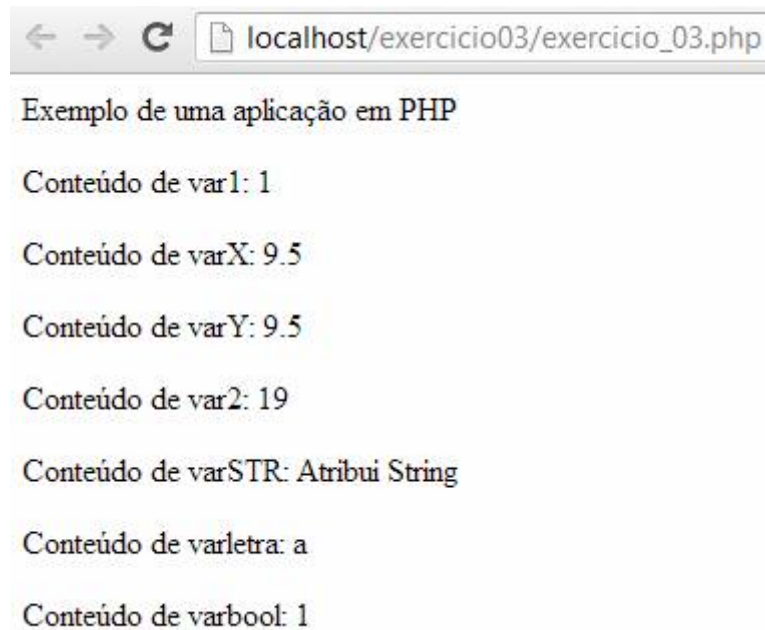 localhost/exercicio03/exercicio_03.php
Exemplo de uma aplicação em PHP
Conteúdo de var1: 1
Conteúdo de varX: 9.5
Conteúdo de varY: 9.5
Conteúdo de var2: 19
Conteúdo de varSTR: Atribui String
Conteúdo de varletra: a
Conteúdo de varbool: 1